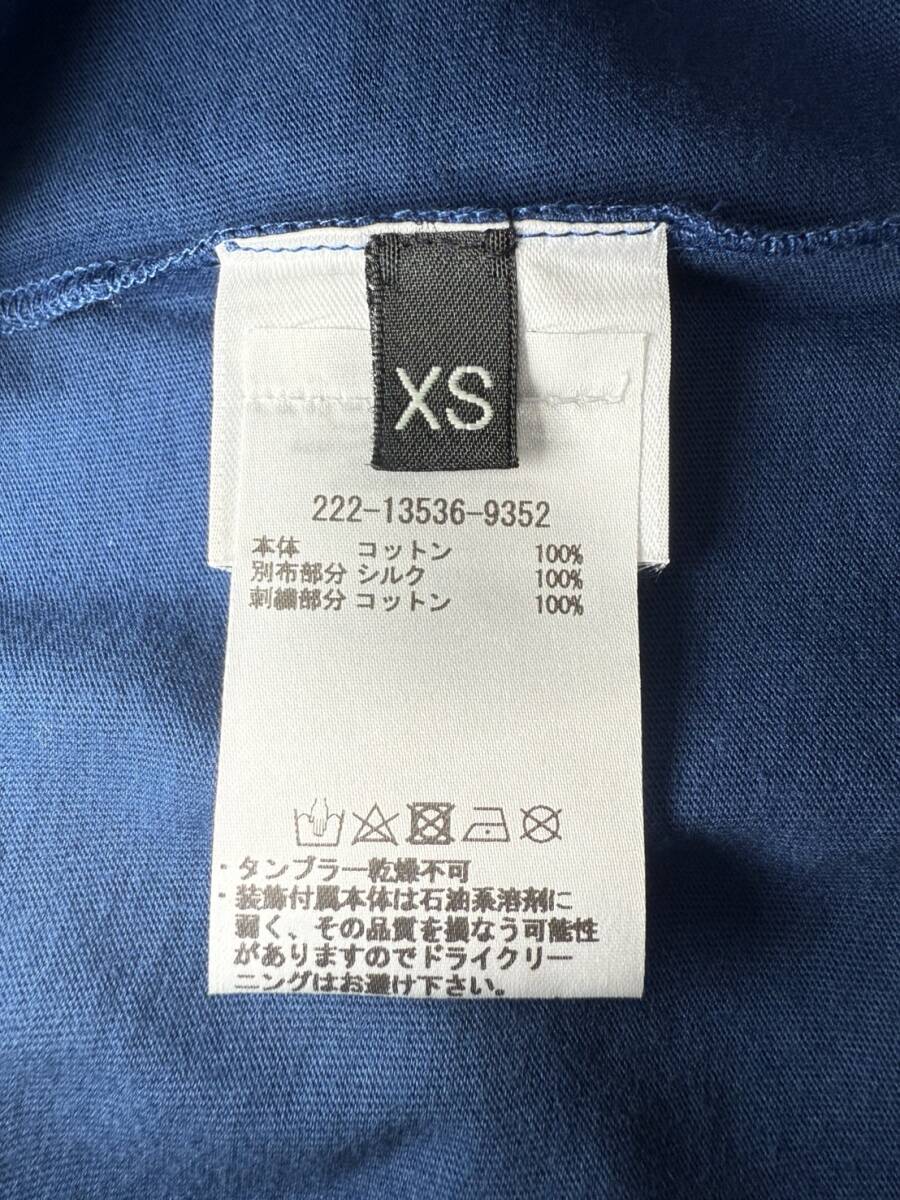 XS
222-13536-9352
本体 コットン 100%
別布部分 シルク 100%
刺繍部分 コットン 100%
・タンブラー乾燥不可
・装飾付属本体は石油系溶剤に
弱く、その品質を損なう可能性
がありますのでドライクリー
ニングはお避け下さい。